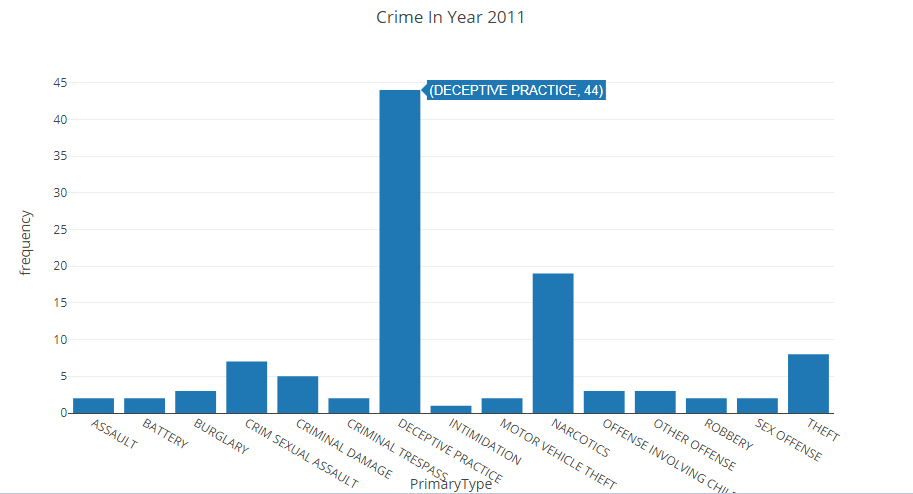 Crime In Year 2011
45
(DECEPTIVE PRACTICE, 44)
40
35
30
25
20
15
10
5
0
frequency
ASSAULT
BATTERY
BURGLARY
CRIM SEXUAL ASSAULT
CRIMINAL DAMAGE
CRIMINAL TRESPASS
DECEPTIVE PRACTICE
INTIMIDATION
MOTOR VEHICLE THEFT
NARCOTICS
OFFENSE INVOLVING
OTHER OFFENSE
ROBBERY
SEX OFFENSE
THEFT
PrimaryType